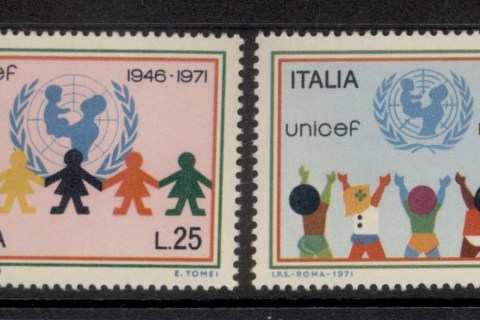 cef 1946-1971
A L.25
E. TOMEI
ITALIA
unicef
I.P.S.-ROMA-1971